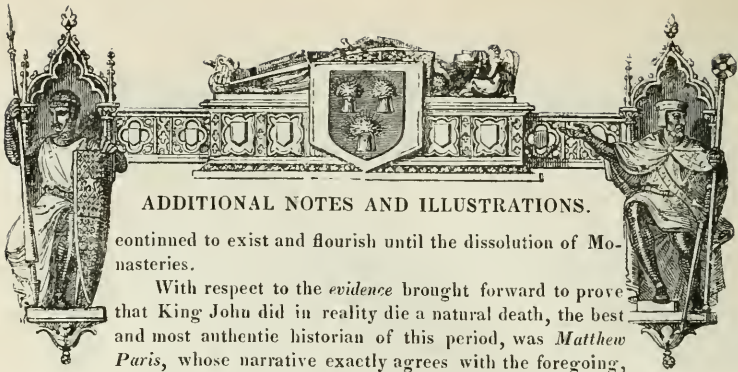 ADDITIONAL NOTES AND ILLUSTRATIONS.
continued to exist and flourish until the dissolution of Mo-
nasteries.
With respect to the evidence brought forward to prove
that King John did in reality die a natural death, the best
and most authentic historian of this period, was Matthew
Paris, whose narrative exactly agrees with the foregoing,